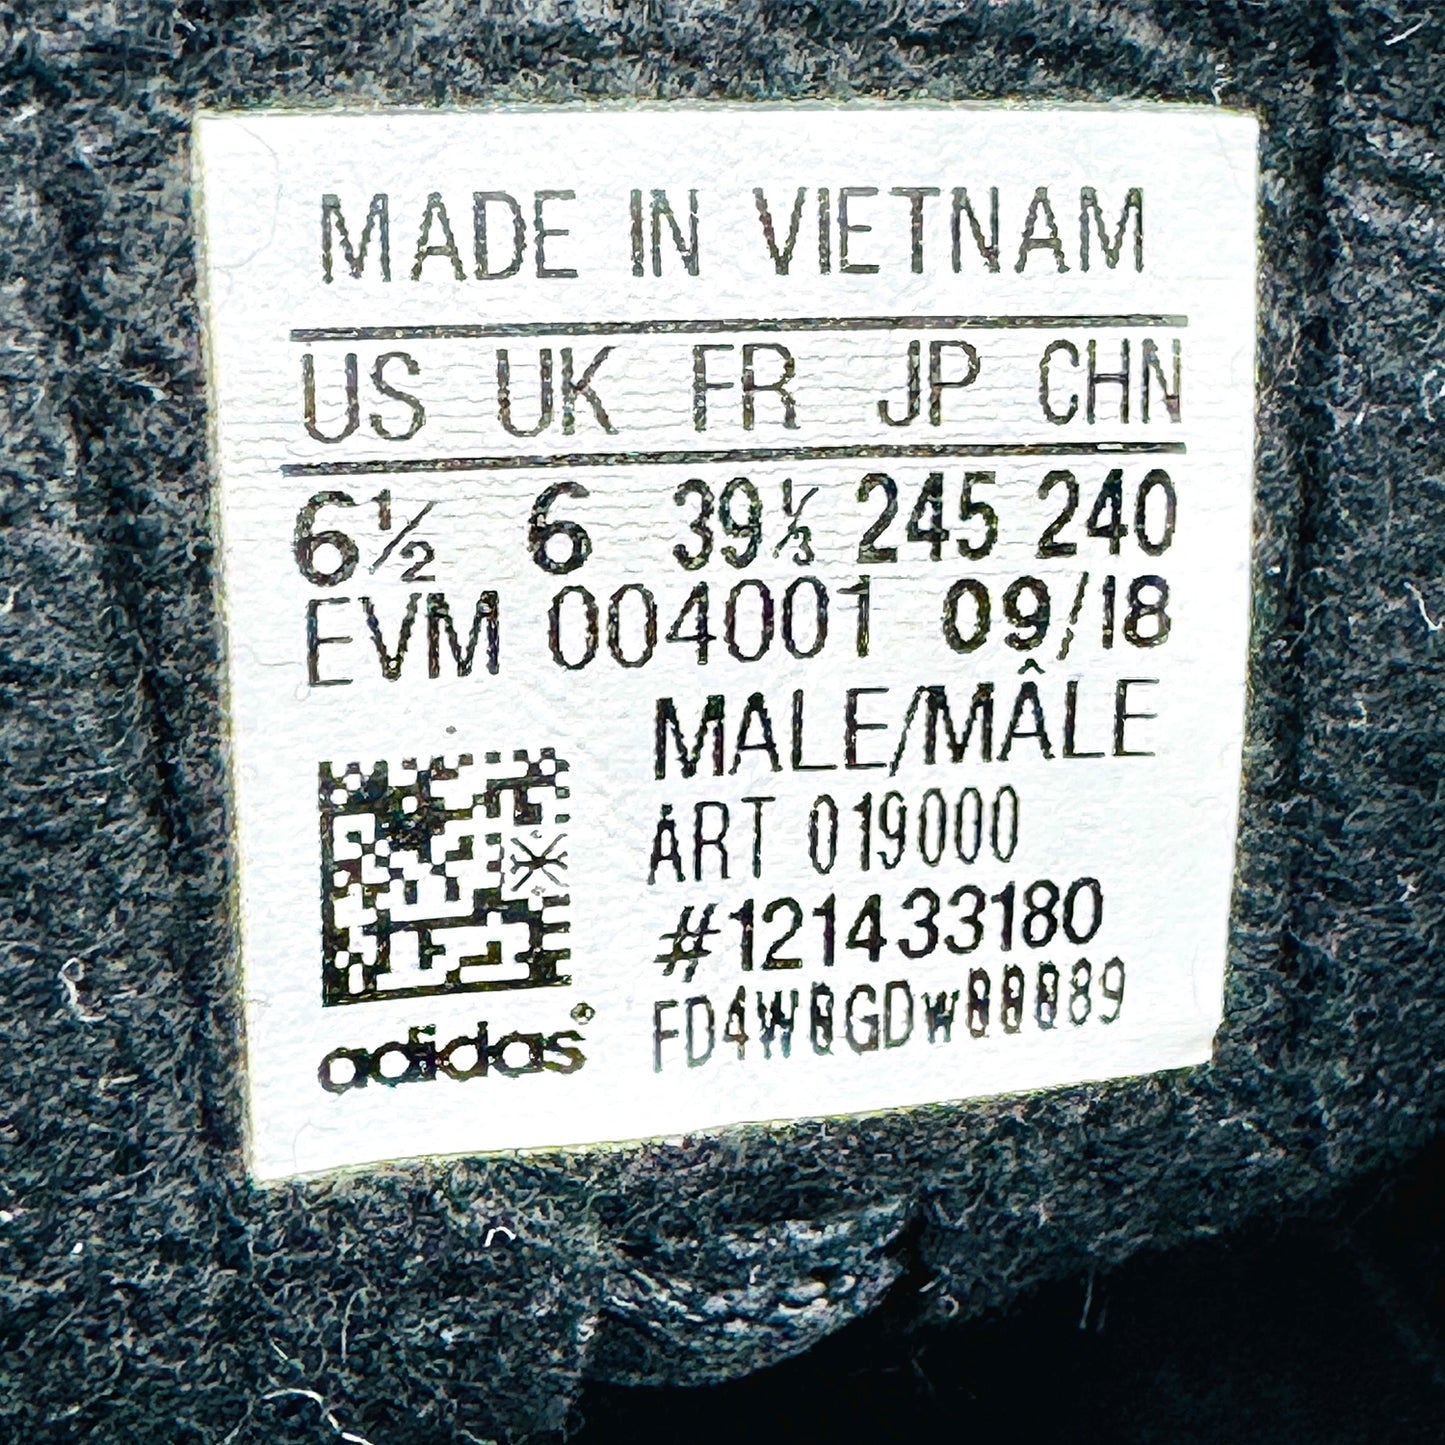 MADE IN VIETNAM
US UK FR JP CHN
6½ 6 39⅓ 245 240
EVM 004001 09/18
MALE/MÂLE
ART 019000
#121433180
adidas®